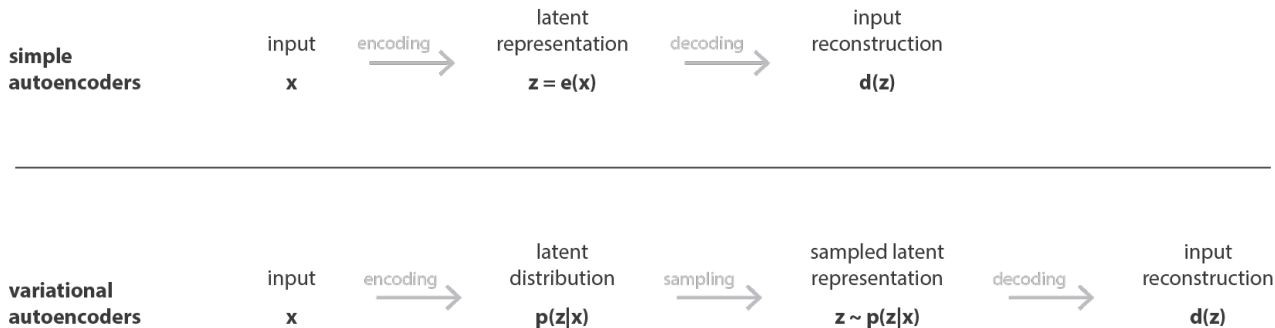 simple
autoencoders
input
x
encoding
latent
representation
z = e(x)
decoding
input
reconstruction
d(z)
variational
autoencoders
input
x
encoding
latent
distribution
p(z|x)
sampling
sampled latent
representation
z ~ p(z|x)
decoding
input
reconstruction
d(z)